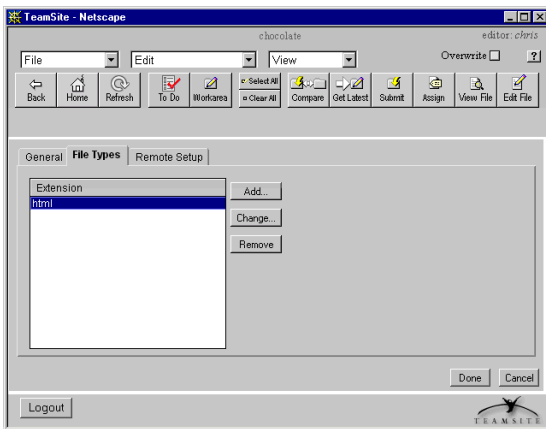 TeamSite - Netscape
chocolate
editor: chris
File Edit View Overwrite ?
Back Home Refresh To Do Workarea Select All Clear All Compare Get Latest Submit Assign View File Edit File
General File Types Remote Setup
Extension
html
Add...
Change...
Remove
Done Cancel
Logout
TEAMSITE